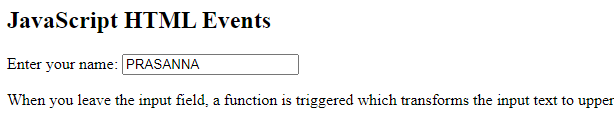 JavaScript HTML Events
Enter your name: PRASANNA
When you leave the input field, a function is triggered which transforms the input text to upper